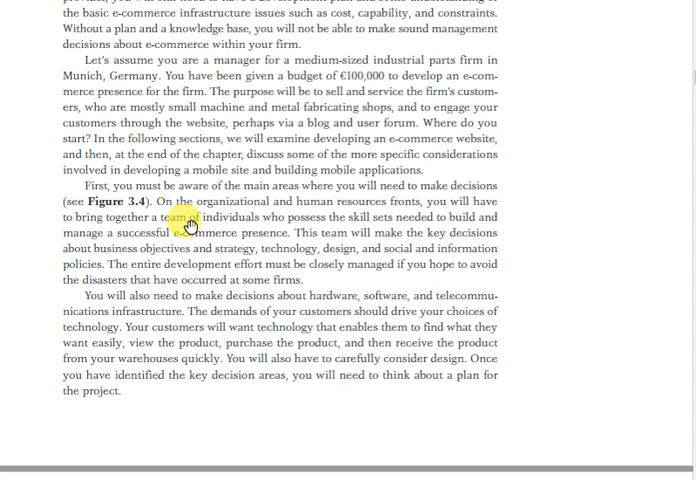 the basic e-commerce infrastructure issues such as cost, capability, and constraints.
Without a plan and a knowledge base, you will not be able to make sound management
decisions about e-commerce within your firm.
Let's assume you are a manager for a medium-sized industrial parts firm in
Munich, Germany. You have been given a budget of €100,000 to develop an e-com-
merce presence for the firm. The purpose will be to sell and service the firm's custom-
ers, who are mostly small machine and metal fabricating shops, and to engage your
customers through the website, perhaps via a blog and user forum. Where do you
start? In the following sections, we will examine developing an e-commerce website,
and then, at the end of the chapter, discuss some of the more specific considerations
involved in developing a mobile site and building mobile applications.
First, you must be aware of the main areas where you will need to make decisions
(see Figure 3.4). On the organizational and human resources fronts, you will have
to bring together a team of individuals who possess the skill sets needed to build and
manage a successful e-commerce presence. This team will make the key decisions
about business objectives and strategy, technology, design, and social and information
policies. The entire development effort must be closely managed if you hope to avoid
the disasters that have occurred at some firms.
You will also need to make decisions about hardware, software, and telecommu-
nications infrastructure. The demands of your customers should drive your choices of
technology. Your customers will want technology that enables them to find what they
want easily, view the product, purchase the product, and then receive the product
from your warehouses quickly. You will also have to carefully consider design. Once
you have identified the key decision areas, you will need to think about a plan for
the project.